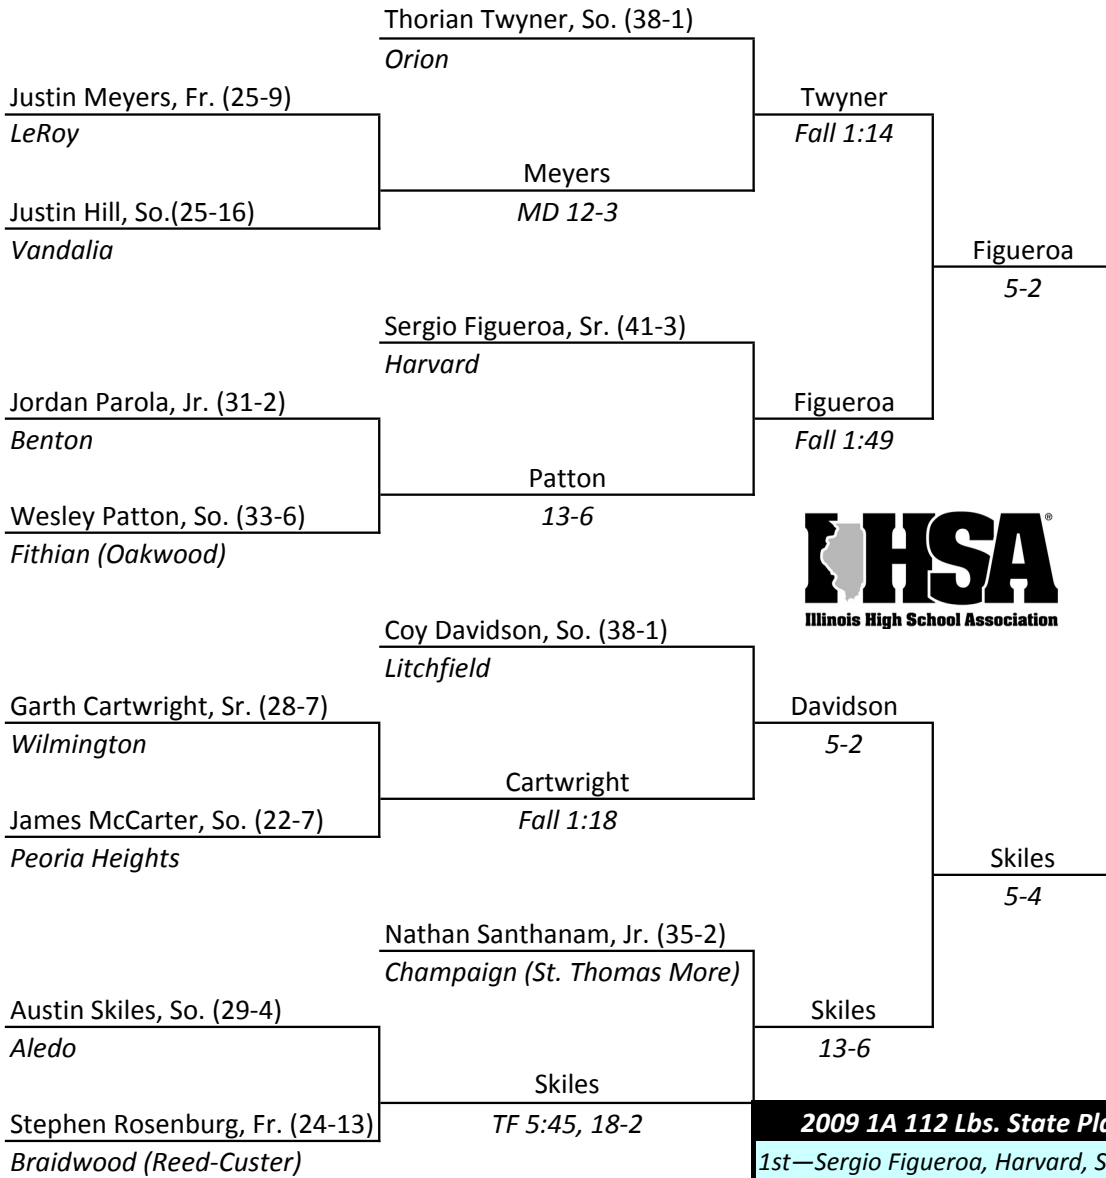 Thorian Twyner, So. (38-1)
Orion
Justin Meyers, Fr. (25-9)
LeRoy
Twyner
Fall 1:14
Meyers
MD 12-3
Justin Hill, So.(25-16)
Vandalia
Figueroa
5-2
Sergio Figueroa, Sr. (41-3)
Harvard
Jordan Parola, Jr. (31-2)
Benton
Figueroa
Fall 1:49
Patton
13-6
Wesley Patton, So. (33-6)
Fithian (Oakwood)
IHSA®
Illinois High School Association
Coy Davidson, So. (38-1)
Litchfield
Garth Cartwright, Sr. (28-7)
Wilmington
Davidson
5-2
Cartwright
Fall 1:18
James McCarter, So. (22-7)
Peoria Heights
Skiles
5-4
Nathan Santhanam, Jr. (35-2)
Champaign (St. Thomas More)
Austin Skiles, So. (29-4)
Aledo
Skiles
13-6
Skiles
TF 5:45, 18-2
Stephen Rosenburg, Fr. (24-13)
Braidwood (Reed-Custer)
2009 1A 112 Lbs. State Pla
1st—Sergio Figueroa, Harvard, S